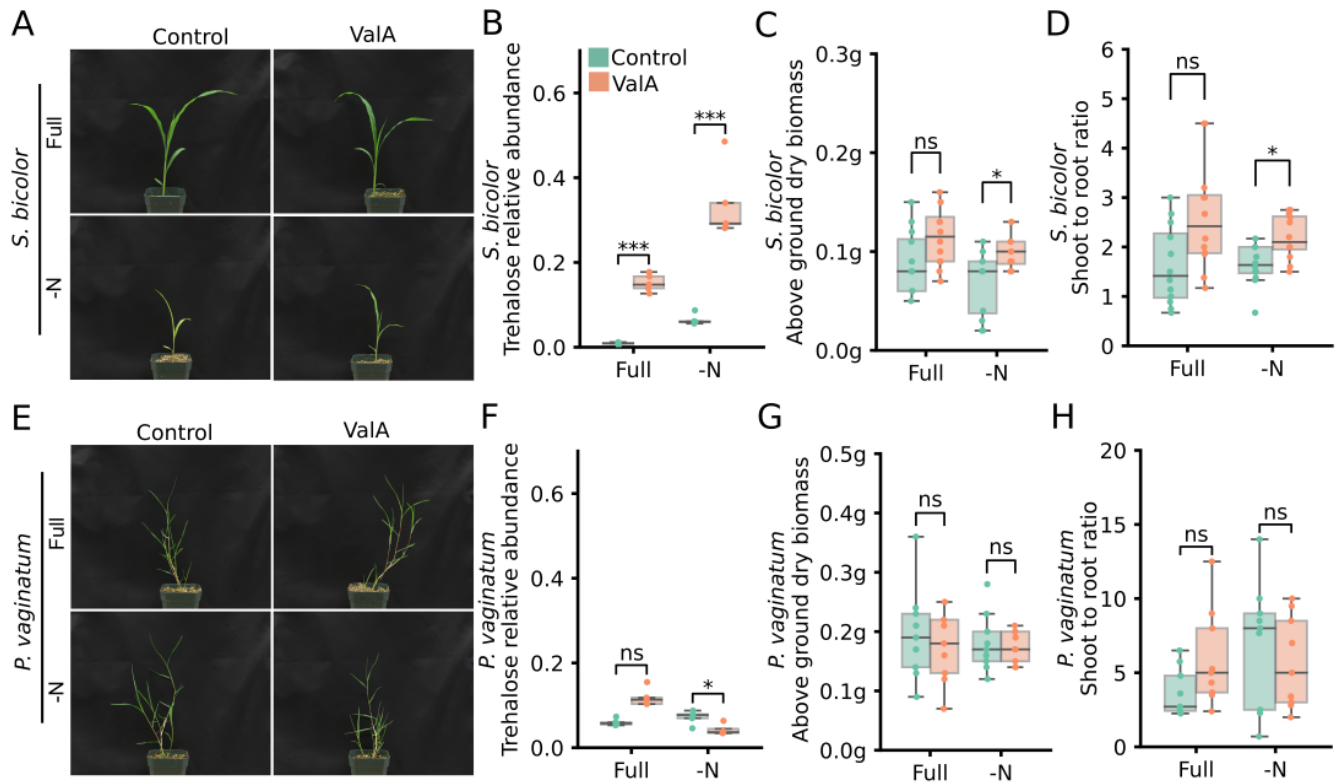 A
Control
ValA
S. bicolor
Full
-N
B
S. bicolor
Trehalose relative abundance
0.6
0.4
0.2
0.0
Control
ValA
***
***
Full
-N
C
S. bicolor
Above ground dry biomass
0.3g
0.2g
0.1g
0.0g
ns
*
Full
-N
D
S. bicolor
Shoot to root ratio
6
5
4
3
2
1
0
ns
*
Full
-N
E
Control
ValA
P. vaginatum
Full
-N
F
P. vaginatum
Trehalose relative abundance
0.6
0.4
0.2
0.0
ns
*
Full
-N
G
P. vaginatum
Above ground dry biomass
0.5g
0.4g
0.3g
0.2g
0.1g
0.0g
ns
ns
Full
-N
H
P. vaginatum
Shoot to root ratio
20
15
10
5
0
ns
ns
Full
-N